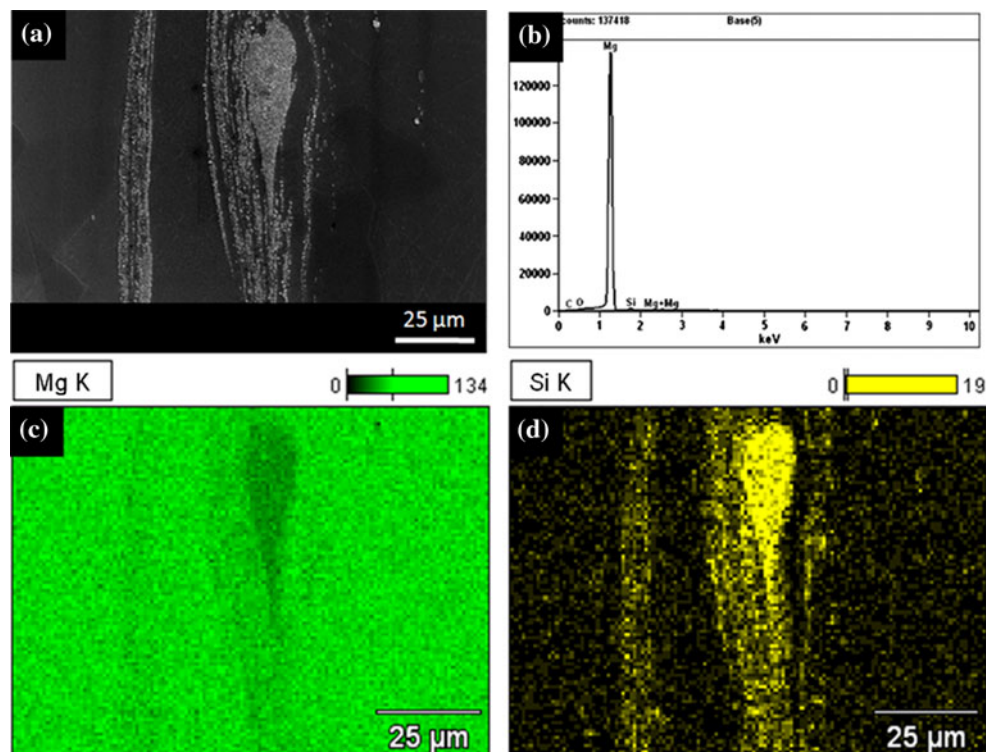 (a)
25 µm
(b)
counts: 137418 Base(5)
Mg
120000
100000
80000
60000
40000
20000
0
C O Si Mg+Mg
0 1 2 3 4 5 6 7 8 9 10
keV
Mg K 0 134
Si K 0 19
(c)
25 µm
(d)
25 µm